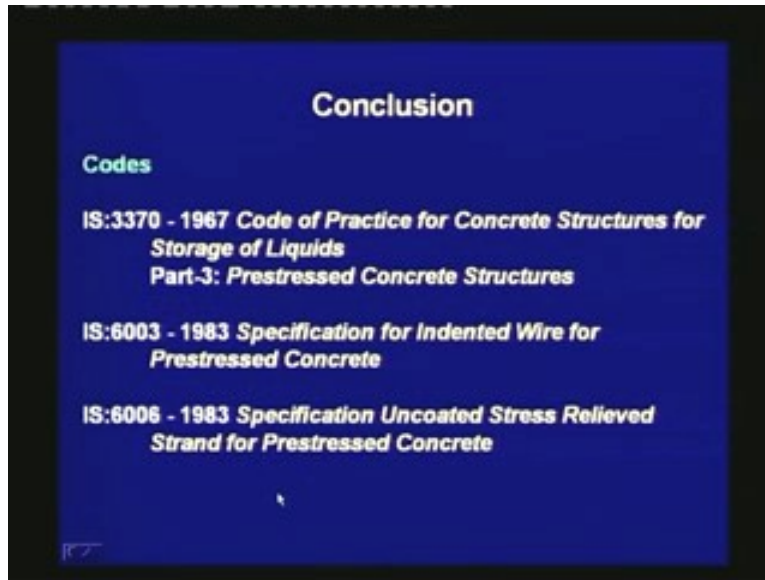 Conclusion
Codes
IS:3370 - 1967 Code of Practice for Concrete Structures for
Storage of Liquids
Part-3: Prestressed Concrete Structures
IS:6003 - 1983 Specification for Indented Wire for
Prestressed Concrete
IS:6006 - 1983 Specification Uncoated Stress Relieved
Strand for Prestressed Concrete